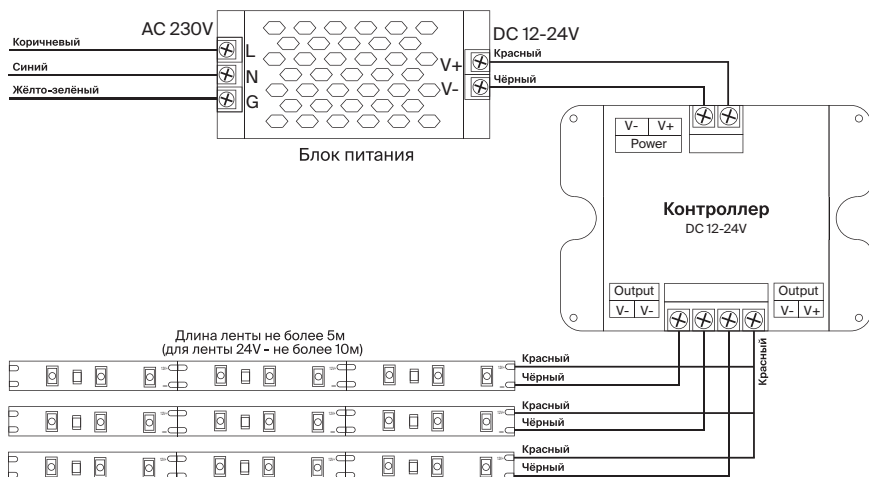 AC 230V
DC 12-24V
Коричневый
Синий
Жёлто-зелёный
L
N
G
V+
V-
Красный
Чёрный
Блок питания
V- V+
Power
Контроллер
DC 12-24V
Output
V- V-
Output
V- V+
Длина ленты не более 5м
(для ленты 24V - не более 10м)
Красный
Чёрный
Красный
Красный
Чёрный
Красный
Чёрный